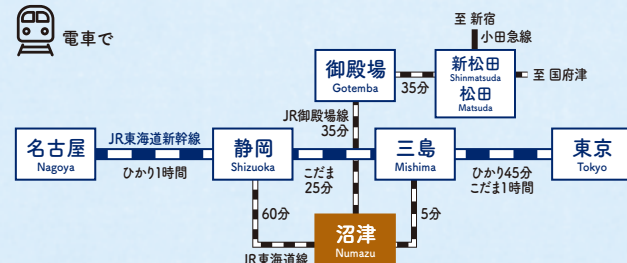 電車で
至 新宿
小田急線
御殿場
Gotemba
35分
新松田
Shinmatsuda
松田
Matsuda
至 国府津
JR御殿場線
35分
名古屋
Nagoya
JR東海道新幹線
ひかり1時間
静岡
Shizuoka
こだま
25分
三島
Mishima
ひかり45分
こだま1時間
東京
Tokyo
60分
沼津
Numazu
5分
JR東海道線